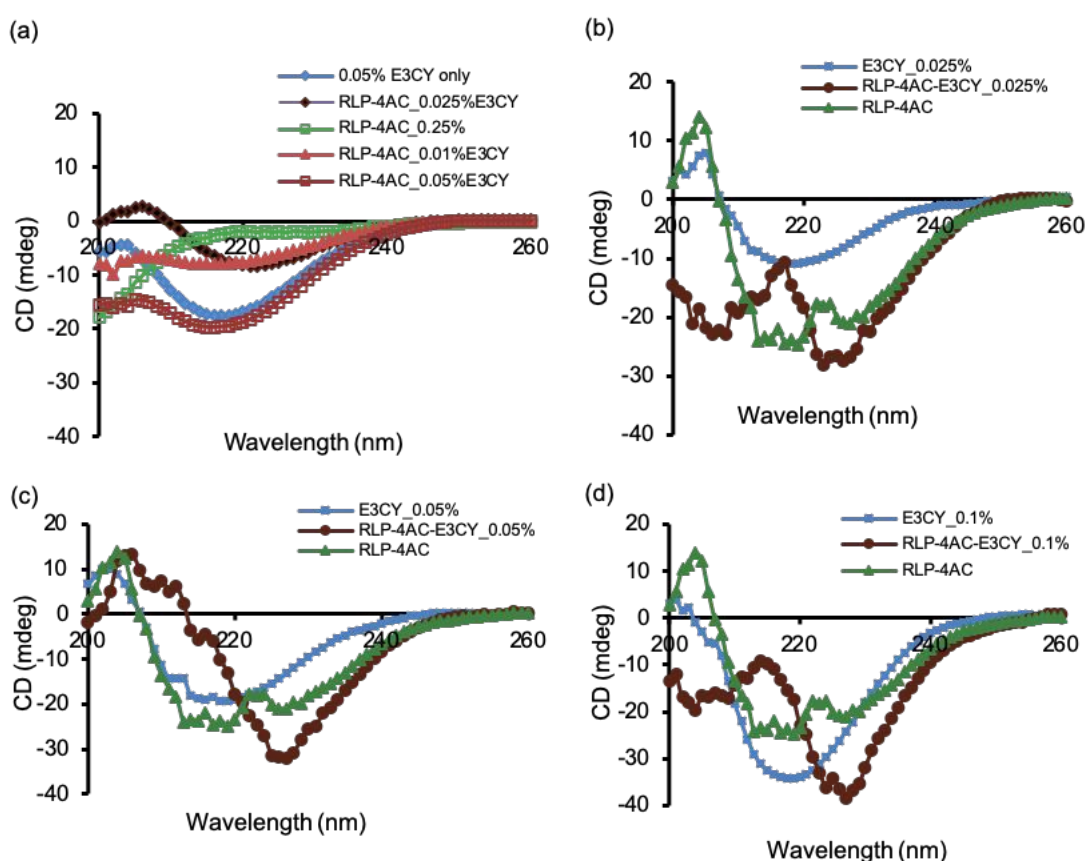 (a)
0.05% E3CY only
RLP-4AC_0.025%E3CY
RLP-4AC_0.25%
RLP-4AC_0.01%E3CY
RLP-4AC_0.05%E3CY
20
10
0
-10
-20
-30
-40
200
220
240
260
CD (mdeg)
Wavelength (nm)
(b)
E3CY_0.025%
RLP-4AC-E3CY_0.025%
RLP-4AC
20
10
0
-10
-20
-30
-40
200
220
240
260
CD (mdeg)
Wavelength (nm)
(c)
E3CY_0.05%
RLP-4AC-E3CY_0.05%
RLP-4AC
20
10
0
-10
-20
-30
-40
200
220
240
260
CD (mdeg)
Wavelength (nm)
(d)
E3CY_0.1%
RLP-4AC-E3CY_0.1%
RLP-4AC
20
10
0
-10
-20
-30
-40
200
220
240
260
CD (mdeg)
Wavelength (nm)